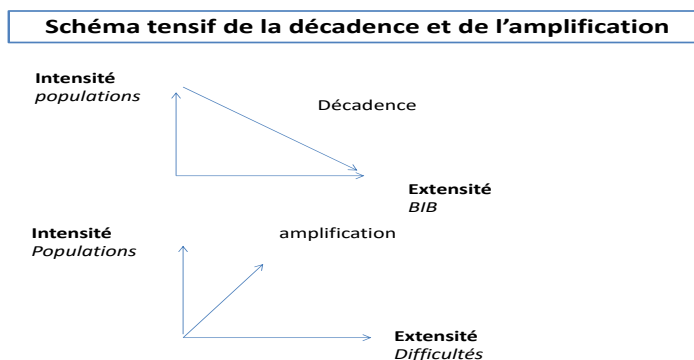 Schéma tensif de la décadence et de l’amplification
Intensité
populations
Décadence
Extensité
BIB
Intensité
Populations
amplification
Extensité
Difficultés